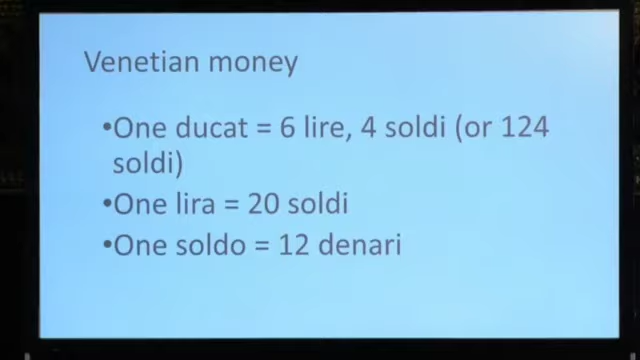 Venetian money
•One ducat = 6 lire, 4 soldi (or 124
soldi)
•One lira = 20 soldi
•One soldo = 12 denari